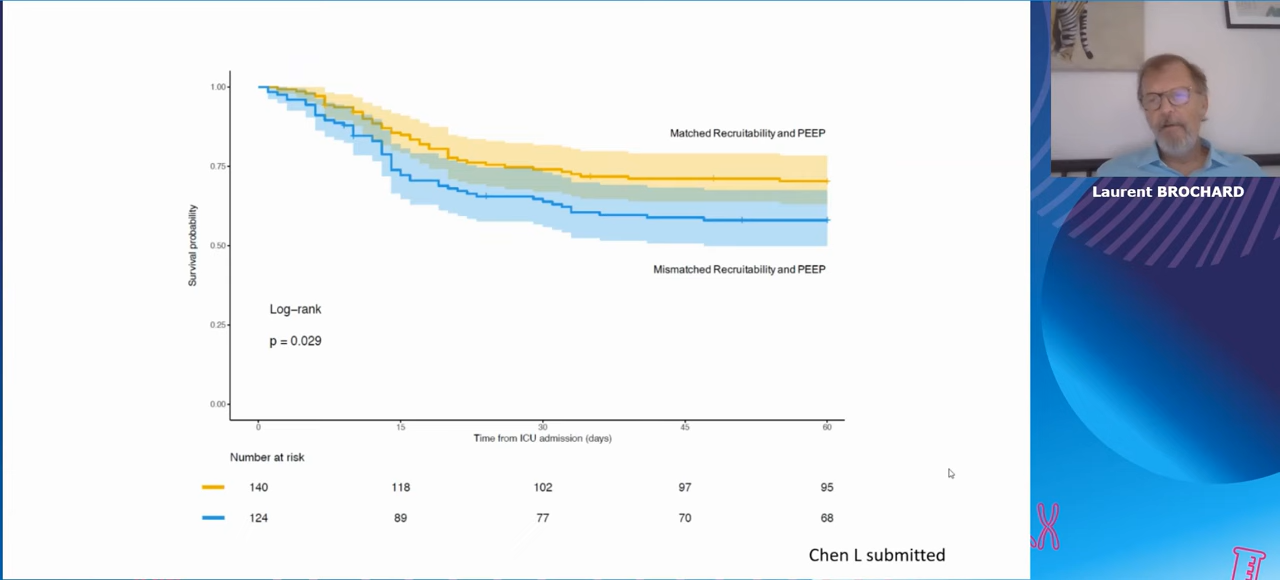 1.00
0.75
0.50
0.25
0.00
Survival probability
Matched Recruitability and PEEP
Mismatched Recruitability and PEEP
Log–rank
p = 0.029
0 15 30 45 60
Time from ICU admission (days)
Number at risk
140 118 102 97 95
124 89 77 70 68
Chen L submitted
Laurent BROCHARD